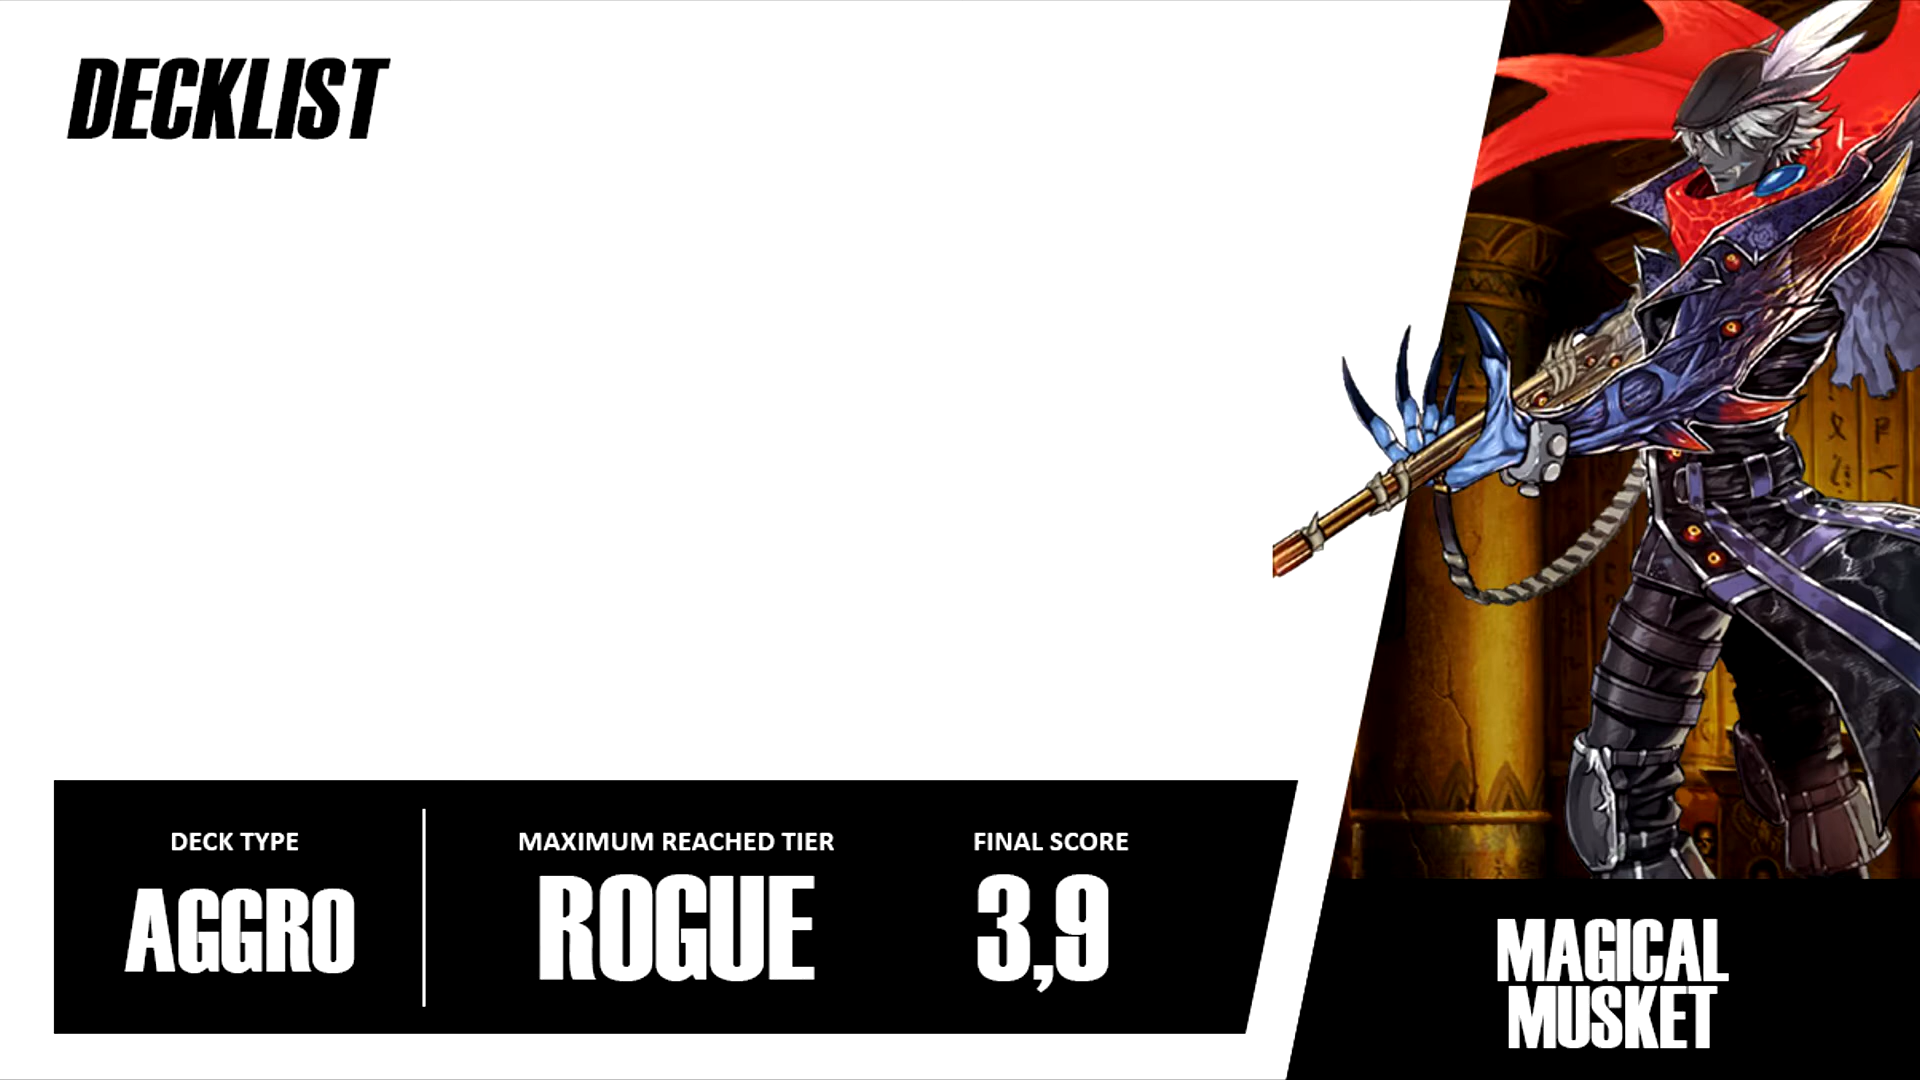 DECKLIST
DECK TYPE
AGGRO
MAXIMUM REACHED TIER
ROGUE
FINAL SCORE
3,9
MAGICAL
MUSKET